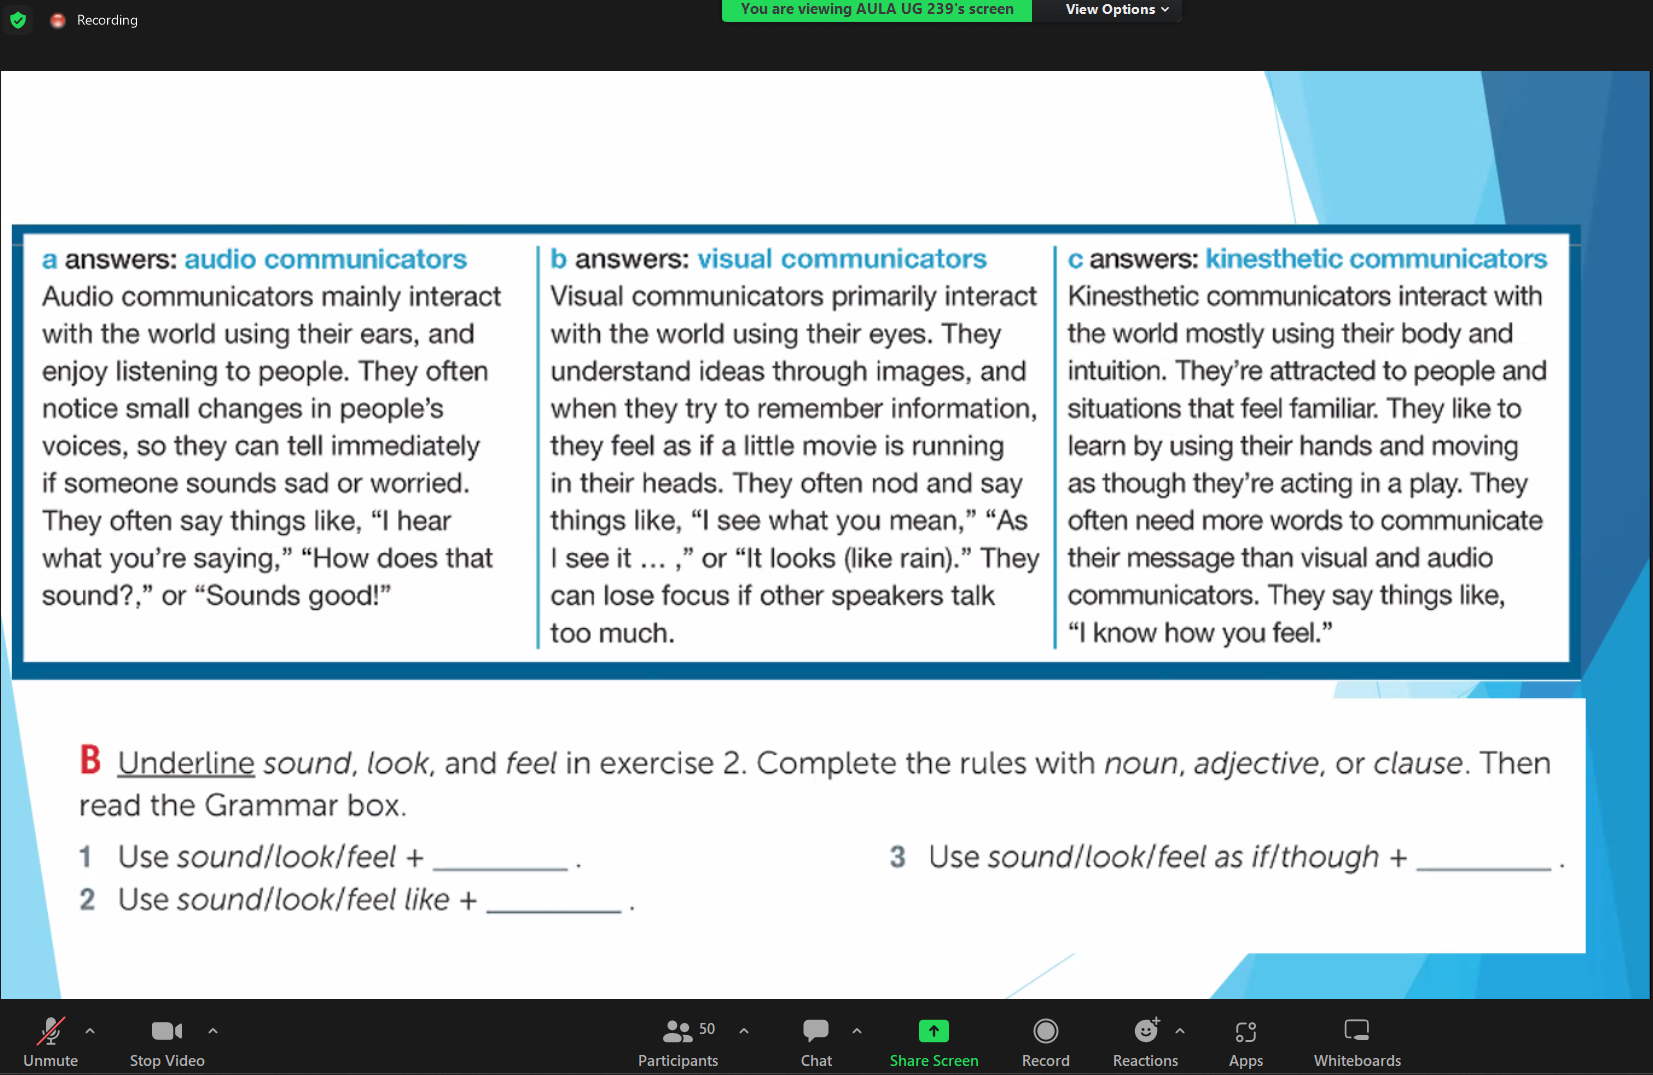 Recording
You are viewing AULA UG 239's screen
View Options
a answers: audio communicators
Audio communicators mainly interact
with the world using their ears, and
enjoy listening to people. They often
notice small changes in people’s
voices, so they can tell immediately
if someone sounds sad or worried.
They often say things like, “I hear
what you’re saying,” “How does that
sound?,” or “Sounds good!”
b answers: visual communicators
Visual communicators primarily interact
with the world using their eyes. They
understand ideas through images, and
when they try to remember information,
they feel as if a little movie is running
in their heads. They often nod and say
things like, “I see what you mean,” “As
I see it … ,” or “It looks (like rain).” They
can lose focus if other speakers talk
too much.
c answers: kinesthetic communicators
Kinesthetic communicators interact with
the world mostly using their body and
intuition. They’re attracted to people and
situations that feel familiar. They like to
learn by using their hands and moving
as though they’re acting in a play. They
often need more words to communicate
their message than visual and audio
communicators. They say things like,
“I know how you feel.”
B Underline sound, look, and feel in exercise 2. Complete the rules with noun, adjective, or clause. Then
read the Grammar box.
1 Use sound/look/feel + ________ .
2 Use sound/look/feel like + ________ .
3 Use sound/look/feel as if/though + ________ .
Unmute
Stop Video
50
Participants
Chat
Share Screen
Record
Reactions
Apps
Whiteboards